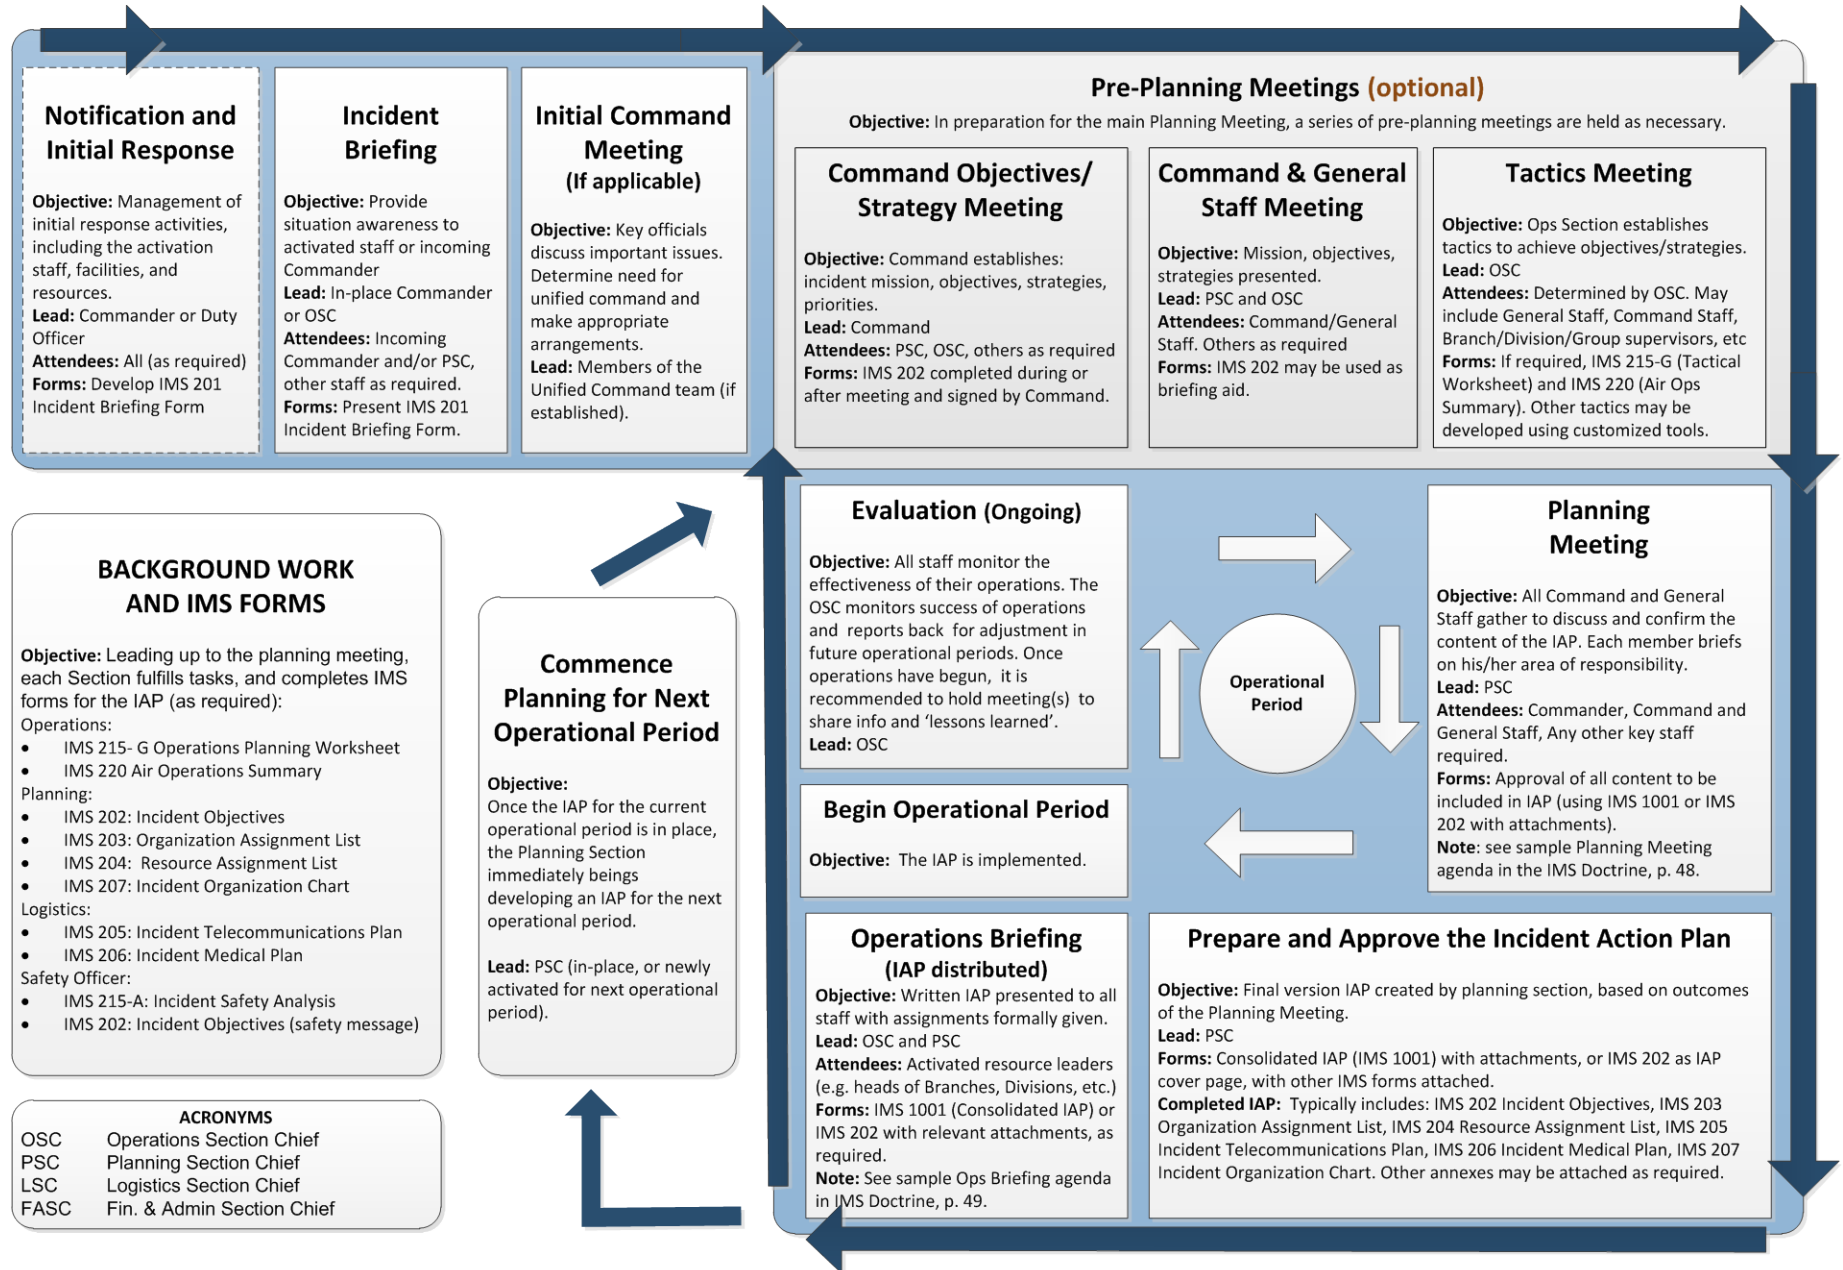 Notification and
Initial Response
Objective: Management of
initial response activities,
including the activation
staff, facilities, and
resources.
Lead: Commander or Duty
Officer
Attendees: All (as required)
Forms: Develop IMS 201
Incident Briefing Form
Incident
Briefing
Objective: Provide
situation awareness to
activated staff or incoming
Commander
Lead: In-place Commander
or OSC
Attendees: Incoming
Commander and/or PSC,
other staff as required.
Forms: Present IMS 201
Incident Briefing Form.
Initial Command
Meeting
(If applicable)
Objective: Key officials
discuss important issues.
Determine need for
unified command and
make appropriate
arrangements.
Lead: Members of the
Unified Command team (if
established).
Pre-Planning Meetings (optional)
Objective: In preparation for the main Planning Meeting, a series of pre-planning meetings are held as necessary.
Command Objectives/
Strategy Meeting
Objective: Command establishes:
incident mission, objectives, strategies,
priorities.
Lead: Command
Attendees: PSC, OSC, others as required
Forms: IMS 202 completed during or
after meeting and signed by Command.
Command & General
Staff Meeting
Objective: Mission, objectives,
strategies presented.
Lead: PSC and OSC
Attendees: Command/General
Staff. Others as required
Forms: IMS 202 may be used as
briefing aid.
Tactics Meeting
Objective: Ops Section establishes
tactics to achieve objectives/strategies.
Lead: OSC
Attendees: Determined by OSC. May
include General Staff, Command Staff,
Branch/Division/Group supervisors, etc
Forms: If required, IMS 215-G (Tactical
Worksheet) and IMS 220 (Air Ops
Summary). Other tactics may be
developed using customized tools.
BACKGROUND WORK
AND IMS FORMS
Objective: Leading up to the planning meeting,
each Section fulfills tasks, and completes IMS
forms for the IAP (as required):
Operations:
• IMS 215- G Operations Planning Worksheet
• IMS 220 Air Operations Summary
Planning:
• IMS 202: Incident Objectives
• IMS 203: Organization Assignment List
• IMS 204:  Resource Assignment List
• IMS 207: Incident Organization Chart
Logistics:
• IMS 205: Incident Telecommunications Plan
• IMS 206: Incident Medical Plan
Safety Officer:
• IMS 215-A: Incident Safety Analysis
• IMS 202: Incident Objectives (safety message)
ACRONYMS
OSC Operations Section Chief
PSC Planning Section Chief
LSC Logistics Section Chief
FASC Fin. & Admin Section Chief
Commence
Planning for Next
Operational Period
Objective:
Once the IAP for the current
operational period is in place,
the Planning Section
immediately beings
developing an IAP for the next
operational period.
Lead: PSC (in-place, or newly
activated for next operational
period).
Evaluation (Ongoing)
Objective: All staff monitor the
effectiveness of their operations. The
OSC monitors success of operations
and  reports back  for adjustment in
future operational periods. Once
operations have begun,  it is
recommended to hold meeting(s)  to
share info and ‘lessons learned’.
Lead: OSC
Operational
Period
Planning
Meeting
Objective: All Command and General
Staff gather to discuss and confirm the
content of the IAP. Each member briefs
on his/her area of responsibility.
Lead: PSC
Attendees: Commander, Command and
General Staff, Any other key staff
required.
Forms: Approval of all content to be
included in IAP (using IMS 1001 or IMS
202 with attachments).
Note: see sample Planning Meeting
agenda in the IMS Doctrine, p. 48.
Begin Operational Period
Objective:  The IAP is implemented.
Operations Briefing
(IAP distributed)
Objective: Written IAP presented to all
staff with assignments formally given.
Lead: OSC and PSC
Attendees: Activated resource leaders
(e.g. heads of Branches, Divisions, etc.)
Forms: IMS 1001 (Consolidated IAP) or
IMS 202 with relevant attachments, as
required.
Note: See sample Ops Briefing agenda
in IMS Doctrine, p. 49.
Prepare and Approve the Incident Action Plan
Objective: Final version IAP created by planning section, based on outcomes
of the Planning Meeting.
Lead: PSC
Forms: Consolidated IAP (IMS 1001) with attachments, or IMS 202 as IAP
cover page, with other IMS forms attached.
Completed IAP:  Typically includes: IMS 202 Incident Objectives, IMS 203
Organization Assignment List, IMS 204 Resource Assignment List, IMS 205
Incident Telecommunications Plan, IMS 206 Incident Medical Plan, IMS 207
Incident Organization Chart. Other annexes may be attached as required.